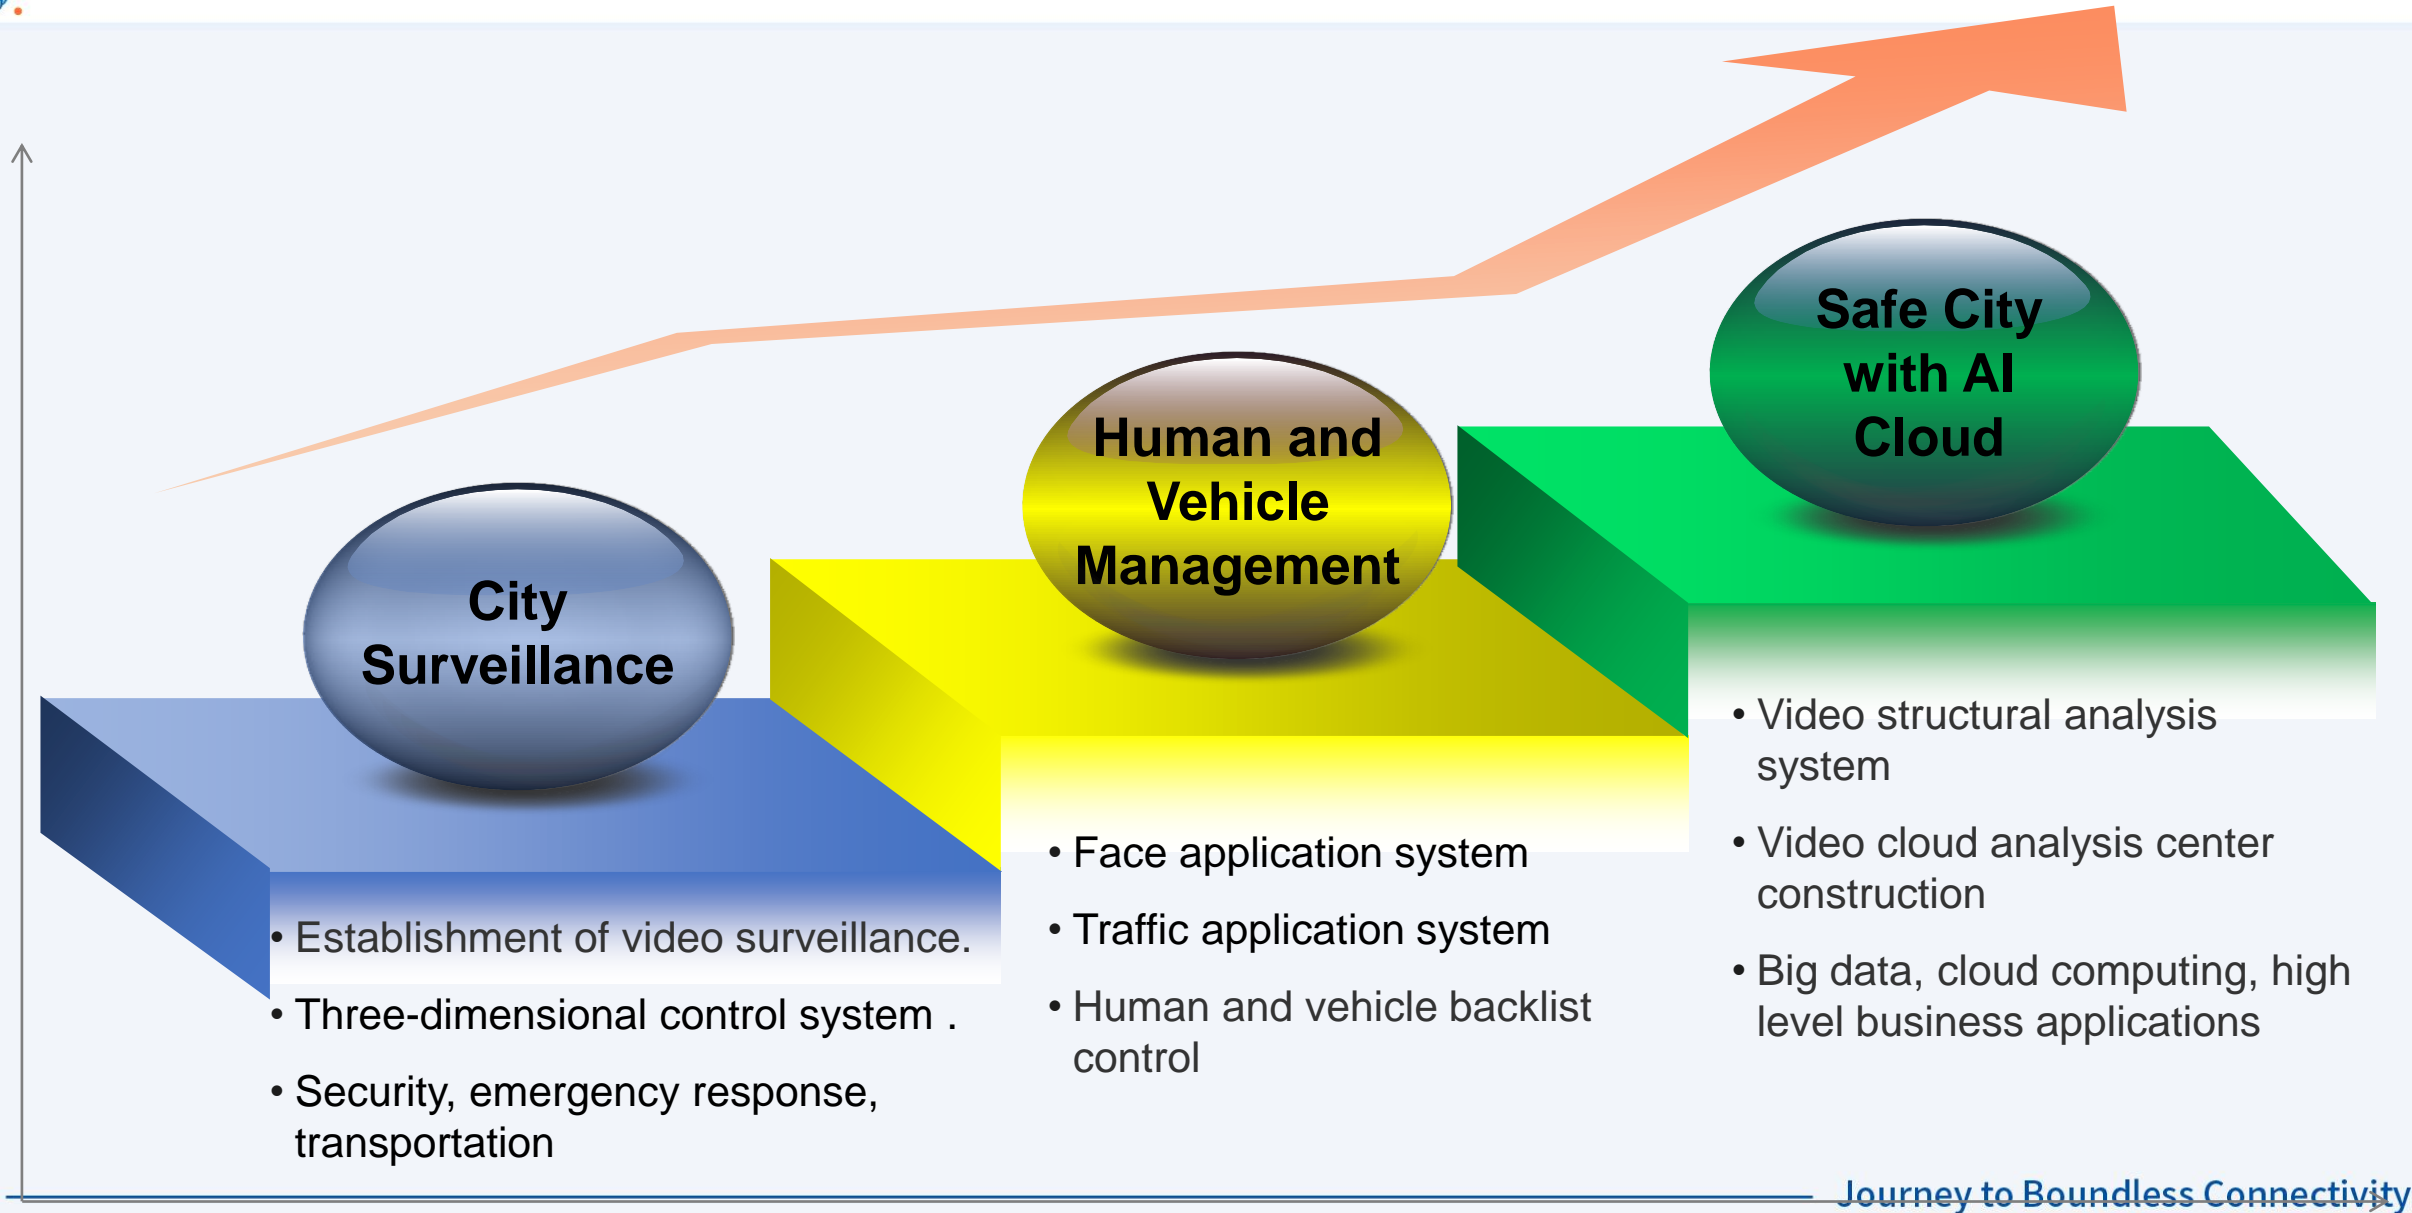 City
Surveillance
• Establishment of video surveillance.
• Three-dimensional control system .
• Security, emergency response,
transportation
Human and
Vehicle
Management
• Face application system
• Traffic application system
• Human and vehicle backlist
control
Safe City
with AI
Cloud
• Video structural analysis
system
• Video cloud analysis center
construction
• Big data, cloud computing, high
level business applications
Journey to Boundless Connectivity